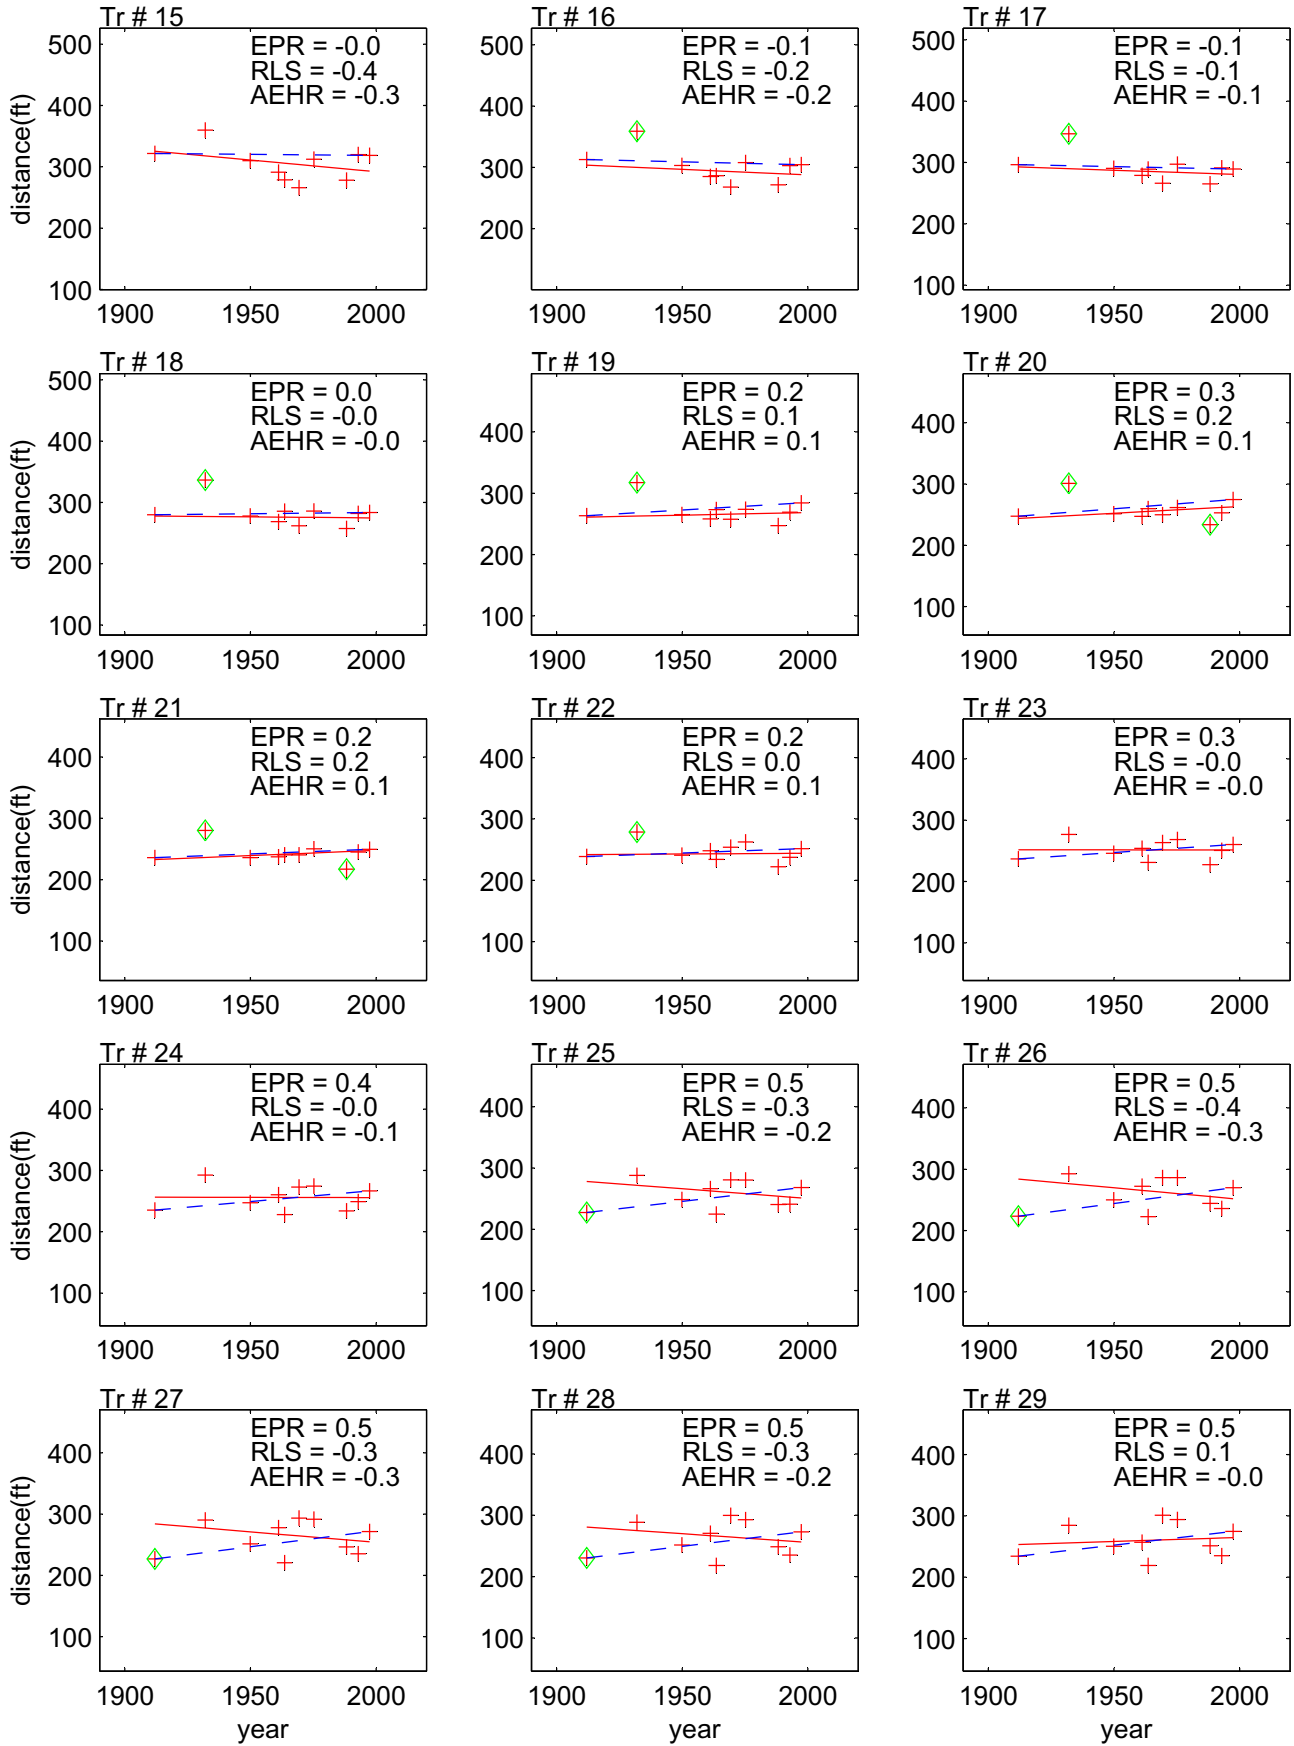 Tr # 15
500
400
300
200
100
distance(ft)
EPR = -0.0
RLS = -0.4
AEHR = -0.3
1900 1950 2000
Tr # 16
500
400
300
200
EPR = -0.1
RLS = -0.2
AEHR = -0.2
1900 1950 2000
Tr # 17
500
400
300
200
100
EPR = -0.1
RLS = -0.1
AEHR = -0.1
1900 1950 2000
Tr # 18
500
400
300
200
100
distance(ft)
EPR = 0.0
RLS = -0.0
AEHR = -0.0
1900 1950 2000
Tr # 19
400
300
200
100
EPR = 0.2
RLS = 0.1
AEHR = 0.1
1900 1950 2000
Tr # 20
400
300
200
100
EPR = 0.3
RLS = 0.2
AEHR = 0.1
1900 1950 2000
Tr # 21
400
300
200
100
distance(ft)
EPR = 0.2
RLS = 0.2
AEHR = 0.1
1900 1950 2000
Tr # 22
400
300
200
100
EPR = 0.2
RLS = 0.0
AEHR = 0.1
1900 1950 2000
Tr # 23
400
300
200
100
EPR = 0.3
RLS = -0.0
AEHR = -0.0
1900 1950 2000
Tr # 24
400
300
200
100
distance(ft)
EPR = 0.4
RLS = -0.0
AEHR = -0.1
1900 1950 2000
Tr # 25
400
300
200
100
EPR = 0.5
RLS = -0.3
AEHR = -0.2
1900 1950 2000
Tr # 26
400
300
200
100
EPR = 0.5
RLS = -0.4
AEHR = -0.3
1900 1950 2000
Tr # 27
400
300
200
100
distance(ft)
EPR = 0.5
RLS = -0.3
AEHR = -0.3
1900 1950 2000
year
Tr # 28
400
300
200
100
EPR = 0.5
RLS = -0.3
AEHR = -0.2
1900 1950 2000
year
Tr # 29
400
300
200
100
EPR = 0.5
RLS = 0.1
AEHR = -0.0
1900 1950 2000
year